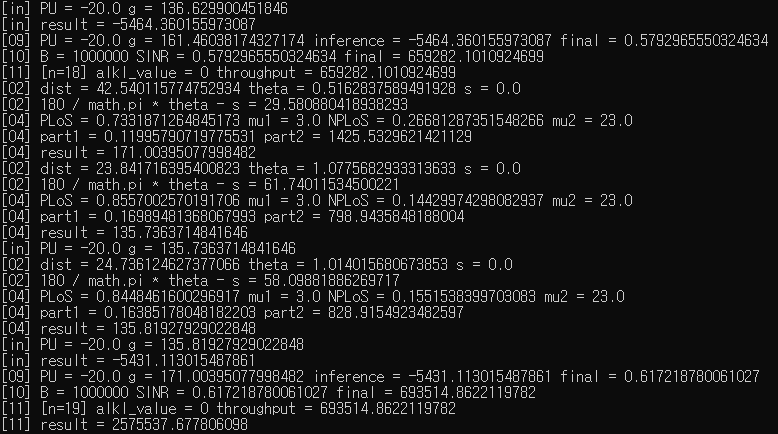 [in] PU = -20.0 g = 136.629900451846
[in] result = -5464.360155973087
[09] PU = -20.0 g = 161.46038174327174 inference = -5464.360155973087 final = 0.5792965550324634
[10] B = 1000000 SINR = 0.5792965550324634 final = 659282.1010924699
[11] [n=18] alkl_value = 0 throughput = 659282.1010924699
[02] dist = 42.540115774752934 theta = 0.5162837589491928 s = 0.0
[02] 180 / math.pi * theta - s = 29.580880418938293
[04] PLoS = 0.7331871264845173 mu1 = 3.0 NPLoS = 0.26681287351548266 mu2 = 23.0
[04] part1 = 0.11995790719775531 part2 = 1425.5329621421129
[04] result = 171.00395077998482
[02] dist = 23.841716395400823 theta = 1.0775682933313633 s = 0.0
[02] 180 / math.pi * theta - s = 61.74011534500221
[04] PLoS = 0.8557002570191706 mu1 = 3.0 NPLoS = 0.14429974298082937 mu2 = 23.0
[04] part1 = 0.16989481368067993 part2 = 798.9435848188004
[04] result = 135.7363714841646
[in] PU = -20.0 g = 135.7363714841646
[02] dist = 24.736124627377066 theta = 1.014015680673853 s = 0.0
[02] 180 / math.pi * theta - s = 58.09881886269717
[04] PLoS = 0.8448461600296917 mu1 = 3.0 NPLoS = 0.1551538399703083 mu2 = 23.0
[04] part1 = 0.16385178048182203 part2 = 828.9154923482597
[04] result = 135.81927929022848
[in] PU = -20.0 g = 135.81927929022848
[in] result = -5431.113015487861
[09] PU = -20.0 g = 171.00395077998482 inference = -5431.113015487861 final = 0.617218780061027
[10] B = 1000000 SINR = 0.617218780061027 final = 693514.8622119782
[11] [n=19] alkl_value = 0 throughput = 693514.8622119782
[11] result = 2575537.677806098